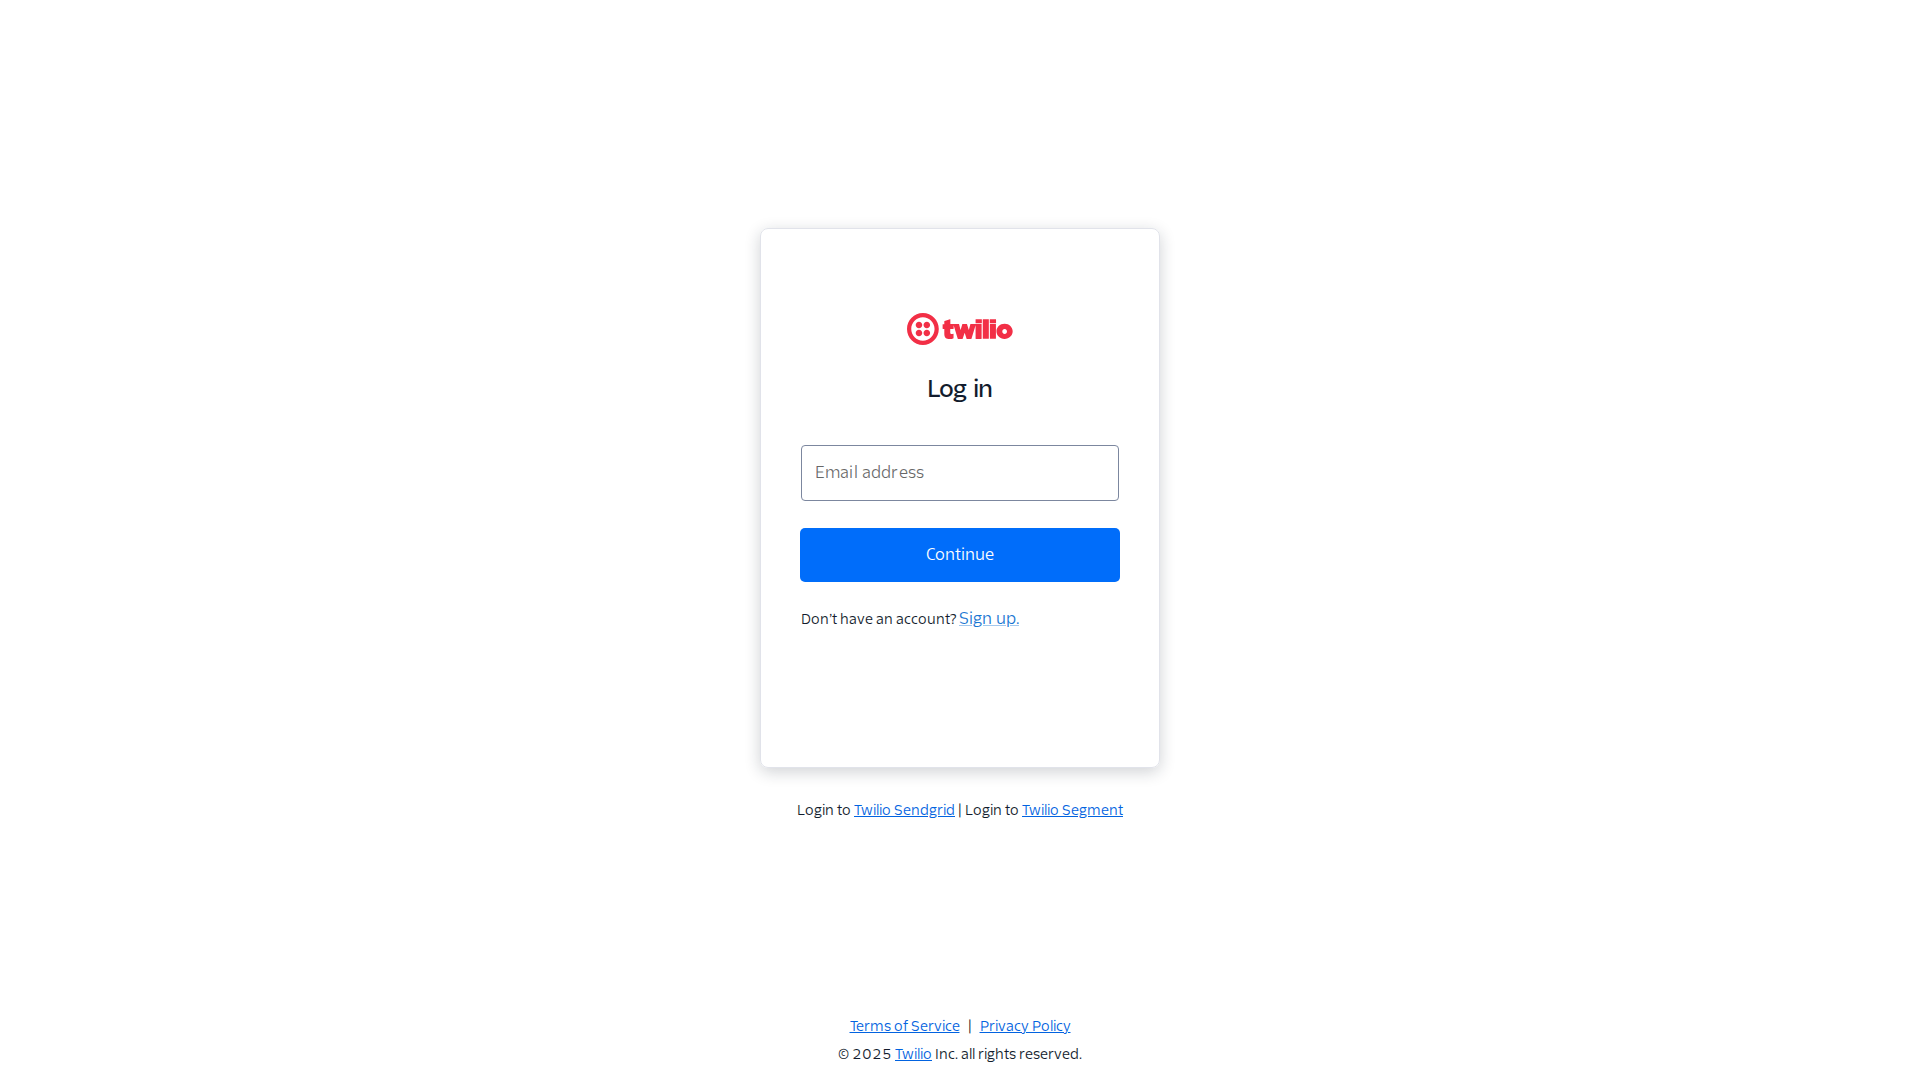 twilio
Log in
Email address
Continue
Don't have an account? Sign up.
Login to Twilio Sendgrid | Login to Twilio Segment
Terms of Service | Privacy Policy
© 2025 Twilio Inc. all rights reserved.